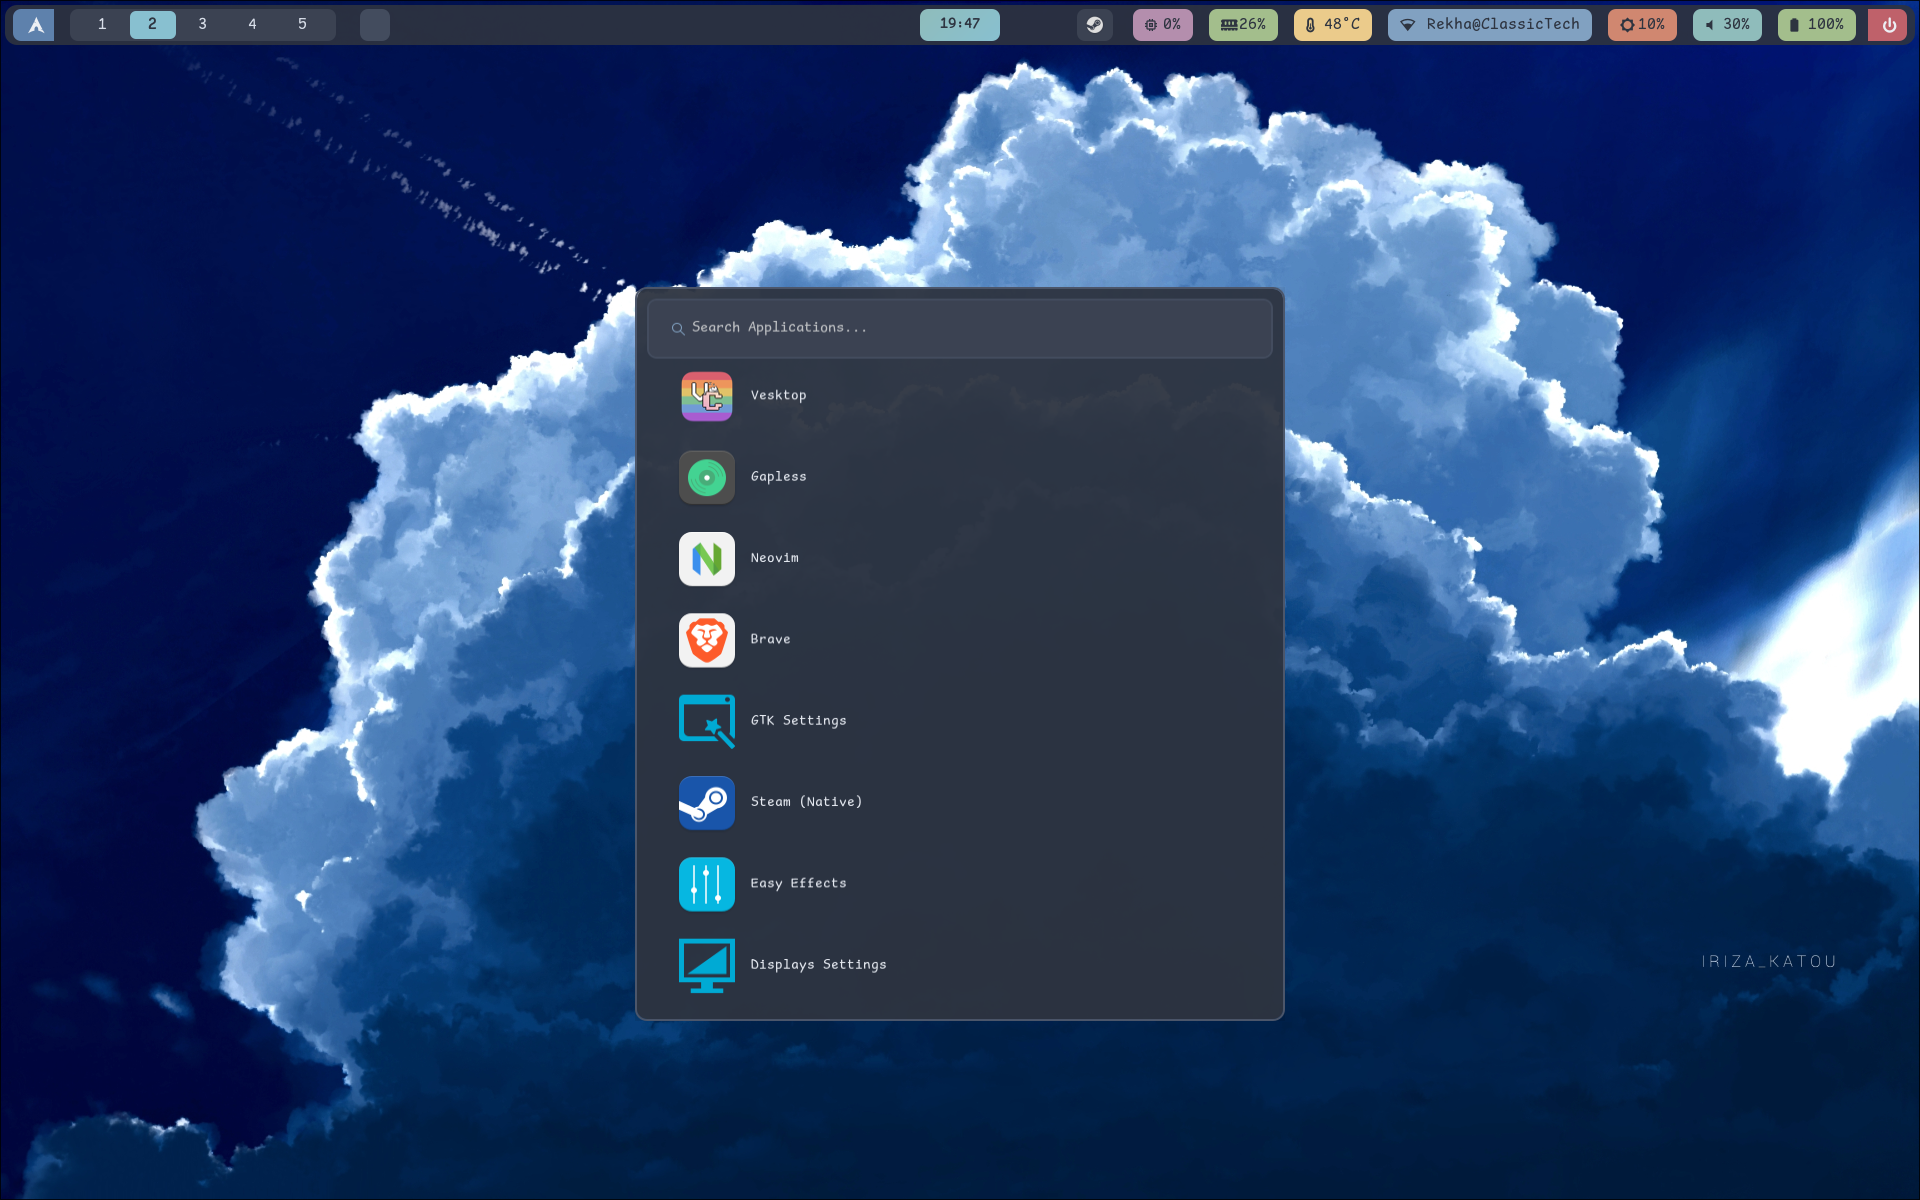 1 2 3 4 5 19:47 0% 26% 48°C Rekha@ClassicTech 10% 30% 100%
Search Applications...
Vesktop
Gapless
Neovim
Brave
GTK Settings
Steam (Native)
Easy Effects
Displays Settings
IRIZA_KATOU